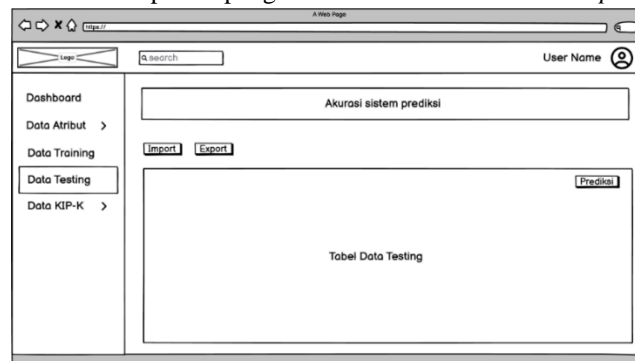 A Web Page
https://
Logo
search
User Name
Dashboard
Data Atribut >
Data Training
Data Testing
Data KIP-K >
Akurasi sistem prediksi
Import Export
Prediksi
Tabel Data Testing